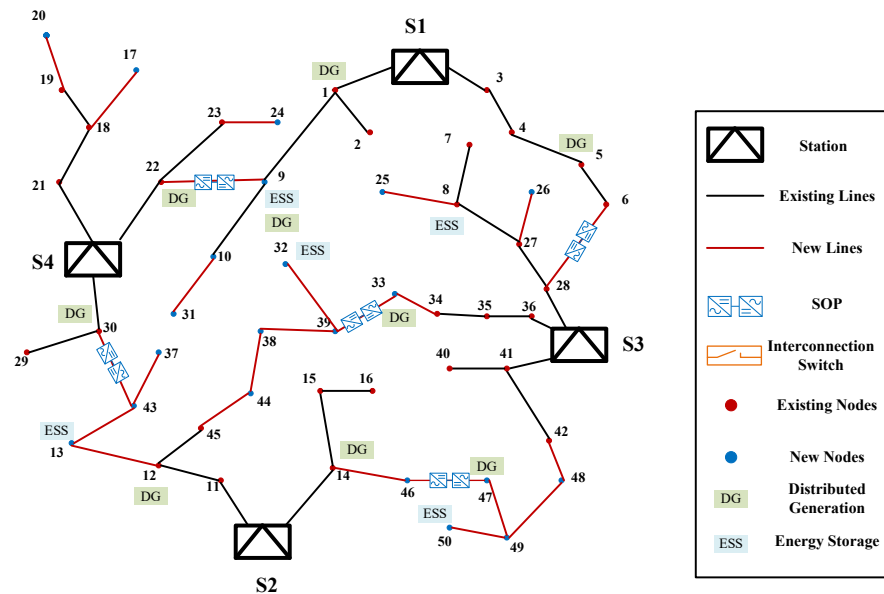 20
17
S1
19
DG
1
3
23
24
4
7
18
2
DG
5
22
9
25
26
21
DG
ESS
8
6
ESS
DG
27
32
ESS
S4
10
28
33
31
34
35
36
DG
30
39
DG
S3
38
29
37
40
41
15
16
43
44
ESS
45
42
13
12
14
DG
48
11
46
47
DG
ESS
50
49
S2
Station
Existing Lines
New Lines
SOP
Interconnection
Switch
Existing Nodes
New Nodes
DG
Distributed
Generation
ESS
Energy Storage